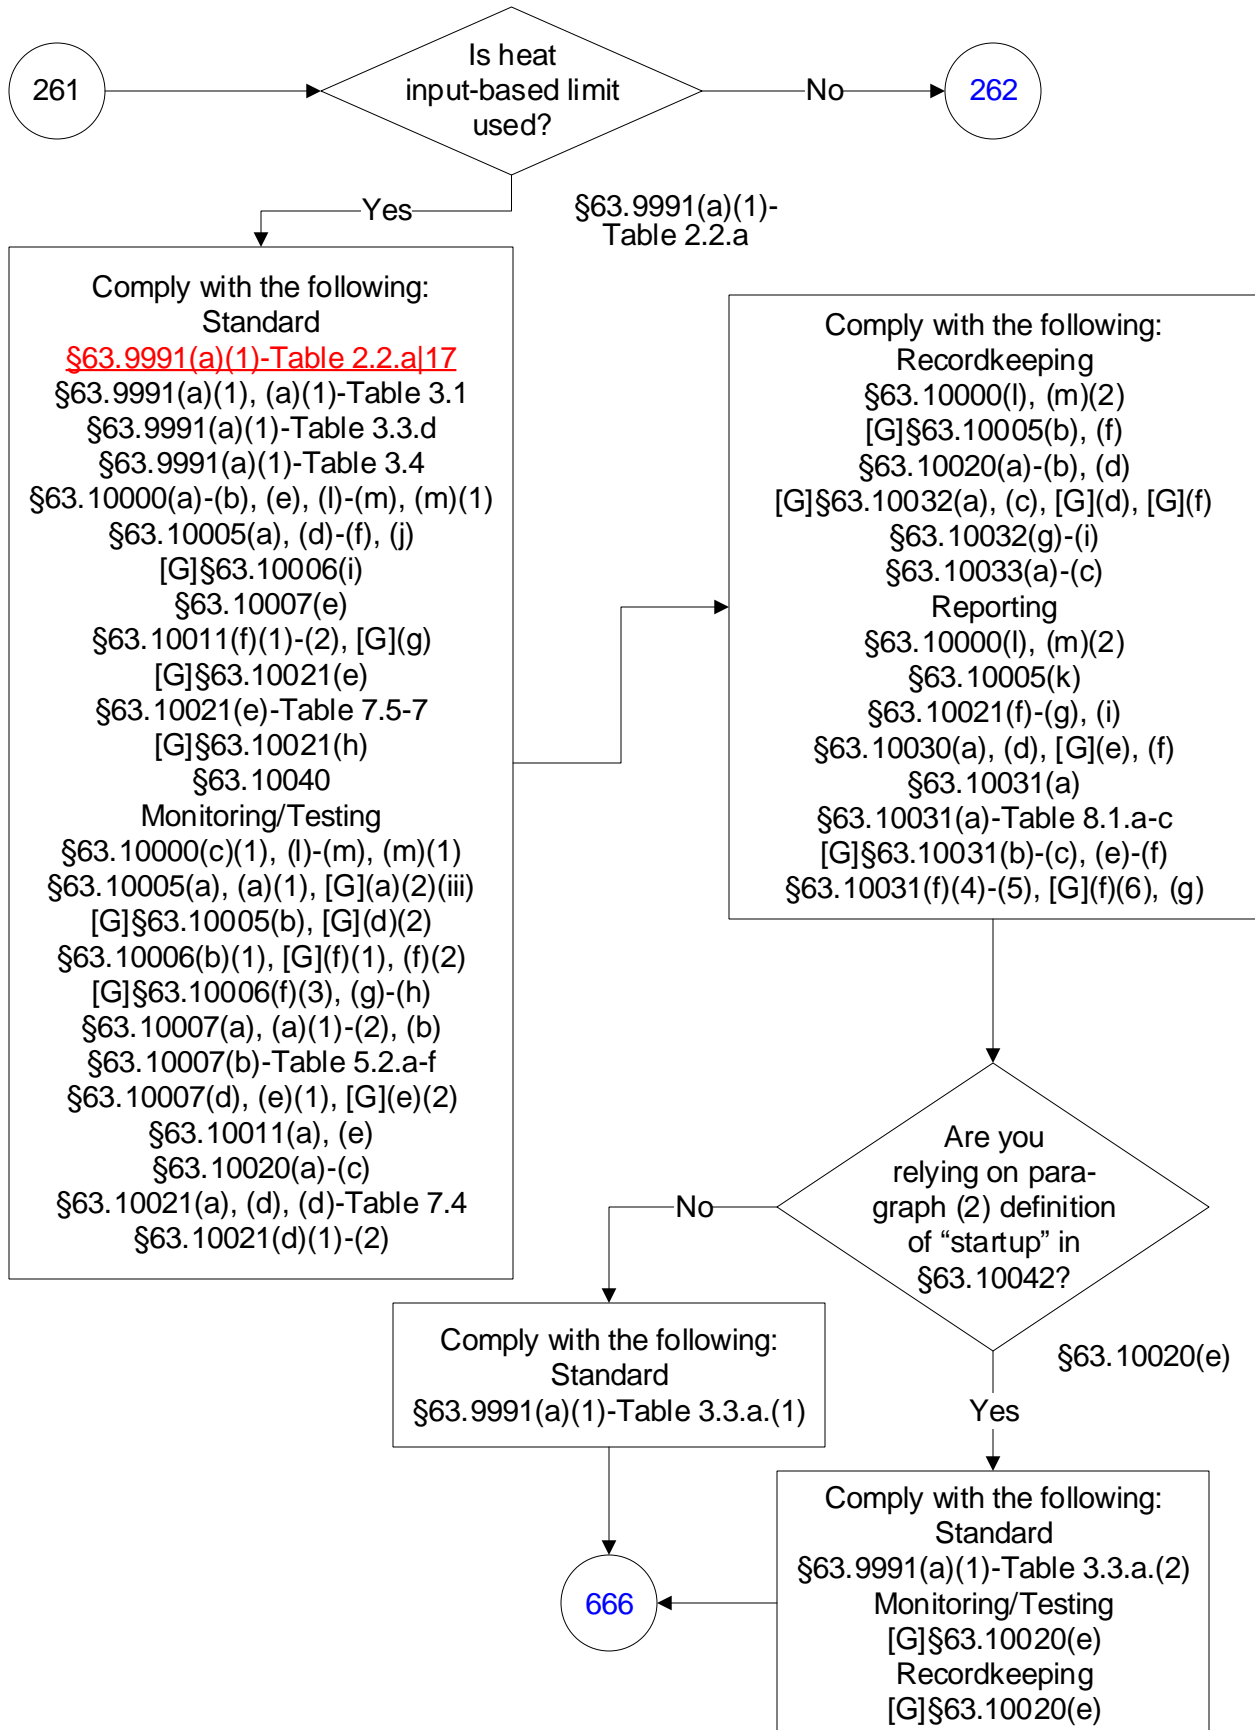 261
Is heat
input-based limit
used?
No
262
Yes
§63.9991(a)(1)-
Table 2.2.a
Comply with the following:
Standard
§63.9991(a)(1)-Table 2.2.a|17
§63.9991(a)(1), (a)(1)-Table 3.1
§63.9991(a)(1)-Table 3.3.d
§63.9991(a)(1)-Table 3.4
§63.10000(a)-(b), (e), (l)-(m), (m)(1)
§63.10005(a), (d)-(f), (j)
[G]§63.10006(i)
§63.10007(e)
§63.10011(f)(1)-(2), [G](g)
[G]§63.10021(e)
§63.10021(e)-Table 7.5-7
[G]§63.10021(h)
§63.10040
Monitoring/Testing
§63.10000(c)(1), (l)-(m), (m)(1)
§63.10005(a), (a)(1), [G](a)(2)(iii)
[G]§63.10005(b), [G](d)(2)
§63.10006(b)(1), [G](f)(1), (f)(2)
[G]§63.10006(f)(3), (g)-(h)
§63.10007(a), (a)(1)-(2), (b)
§63.10007(b)-Table 5.2.a-f
§63.10007(d), (e)(1), [G](e)(2)
§63.10011(a), (e)
§63.10020(a)-(c)
§63.10021(a), (d), (d)-Table 7.4
§63.10021(d)(1)-(2)
Comply with the following:
Recordkeeping
§63.10000(l), (m)(2)
[G]§63.10005(b), (f)
§63.10020(a)-(b), (d)
[G]§63.10032(a), (c), [G](d), [G](f)
§63.10032(g)-(i)
§63.10033(a)-(c)
Reporting
§63.10000(l), (m)(2)
§63.10005(k)
§63.10021(f)-(g), (i)
§63.10030(a), (d), [G](e), (f)
§63.10031(a)
§63.10031(a)-Table 8.1.a-c
[G]§63.10031(b)-(c), (e)-(f)
§63.10031(f)(4)-(5), [G](f)(6), (g)
Are you
relying on para-
graph (2) definition
of “startup” in
§63.10042?
No
§63.10020(e)
Yes
Comply with the following:
Standard
§63.9991(a)(1)-Table 3.3.a.(1)
Comply with the following:
Standard
§63.9991(a)(1)-Table 3.3.a.(2)
Monitoring/Testing
[G]§63.10020(e)
Recordkeeping
[G]§63.10020(e)
666